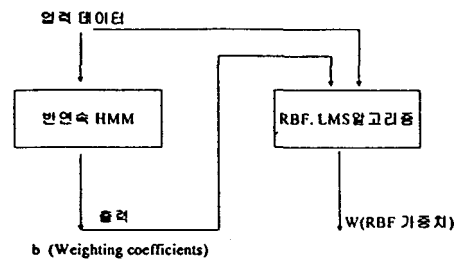 입력 데이터
반연속 HMM
RBF. LMS알고리즘
출력
W(RBF 가중치)
b (Weighting coefficients)